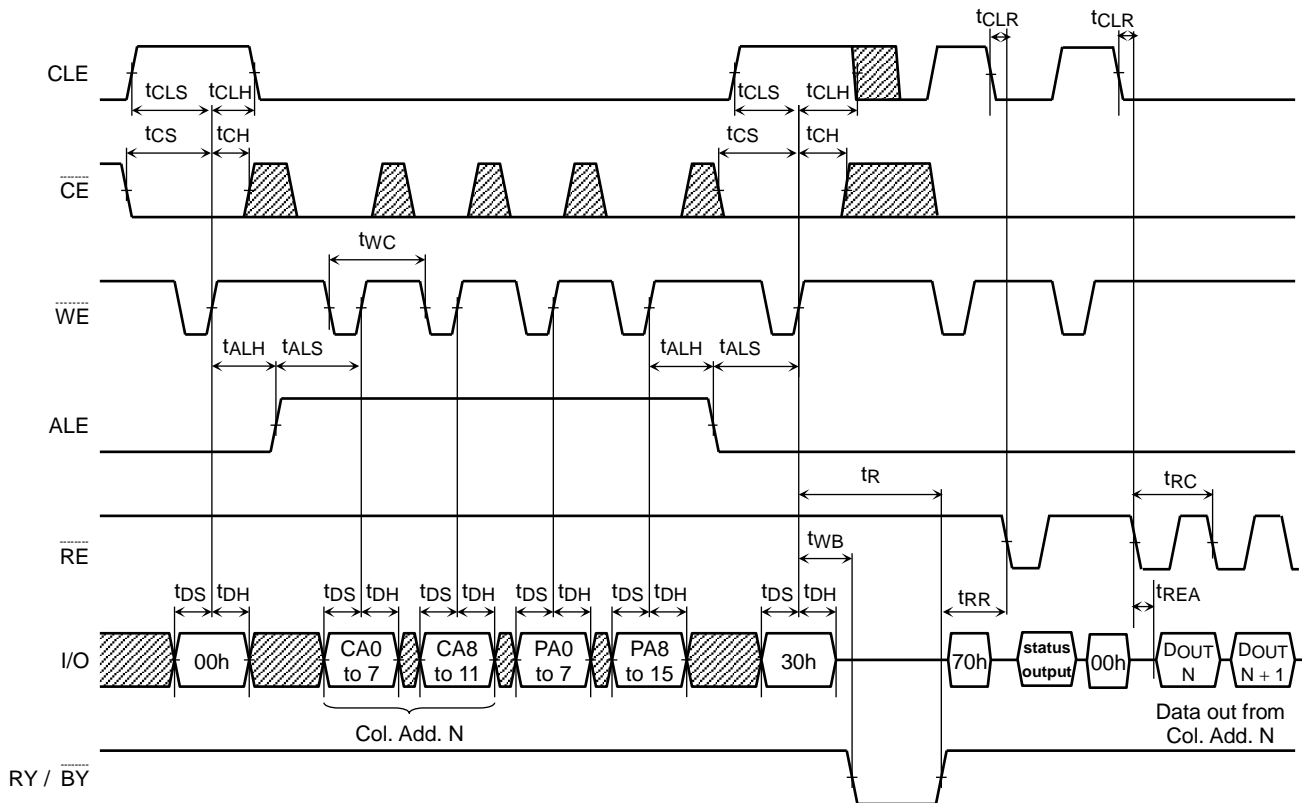 tCLR tCLR
CLE
tCLS tCLH tCLS tCLH
tCS tCH tCS tCH
CE
tWC
WE
tALH tALS tALH tALS
ALE
tR tRC
RE
tWB
tDS tDH tDS tDH tDS tDH tDS tDH tDS tDH tDS tDH tRR tREA
I/O 00h CA0 to 7 CA8 to 11 PA0 to 7 PA8 to 15 30h 70h status output 00h DOUT N DOUT N + 1
Col. Add. N
Data out from
Col. Add. N
RY / BY